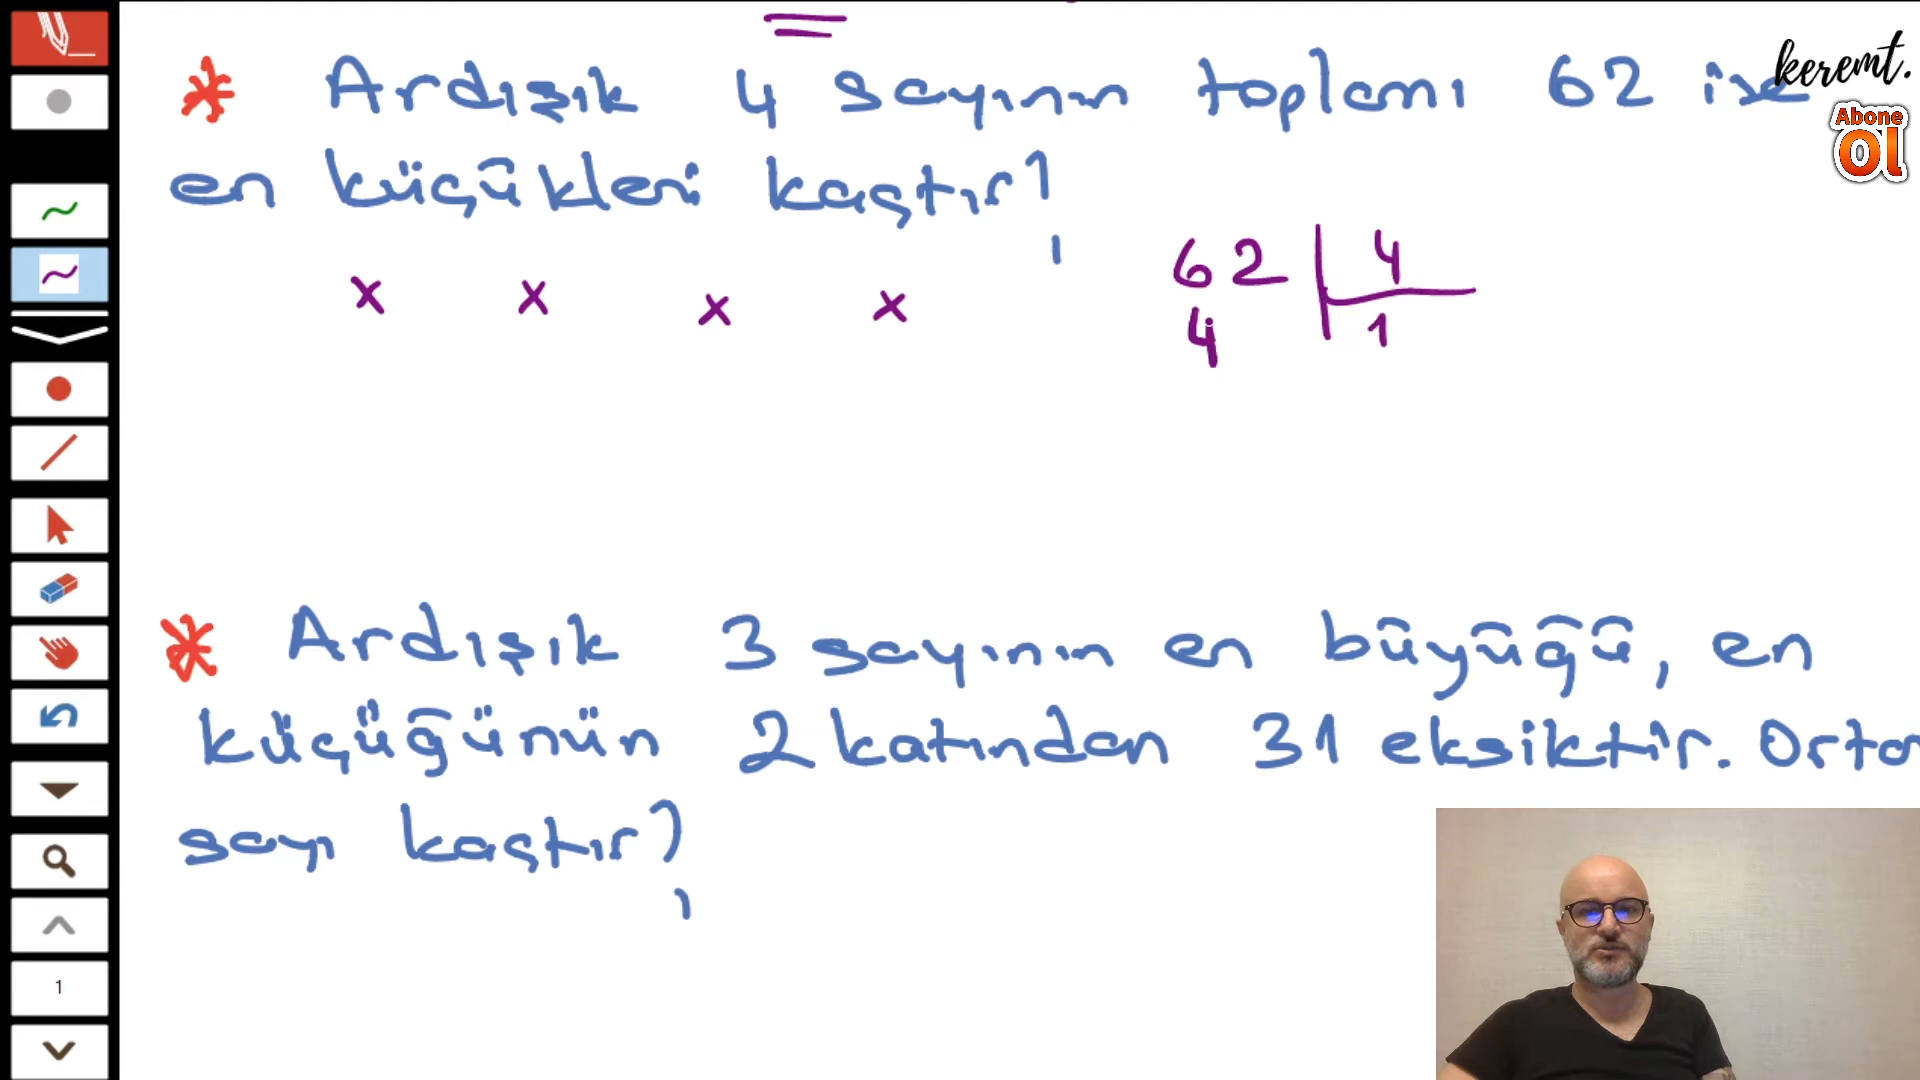 keremt.
Abone
Ol
* Ardışık 4 sayının toplamı 62 ise
en küçükleri kaçtır?
x x x x
62 | 4
4 1
* Ardışık 3 sayının en büyüğü, en
küçüğünün 2 katından 31 eksiktir. Orta
sayı kaçtır?
1